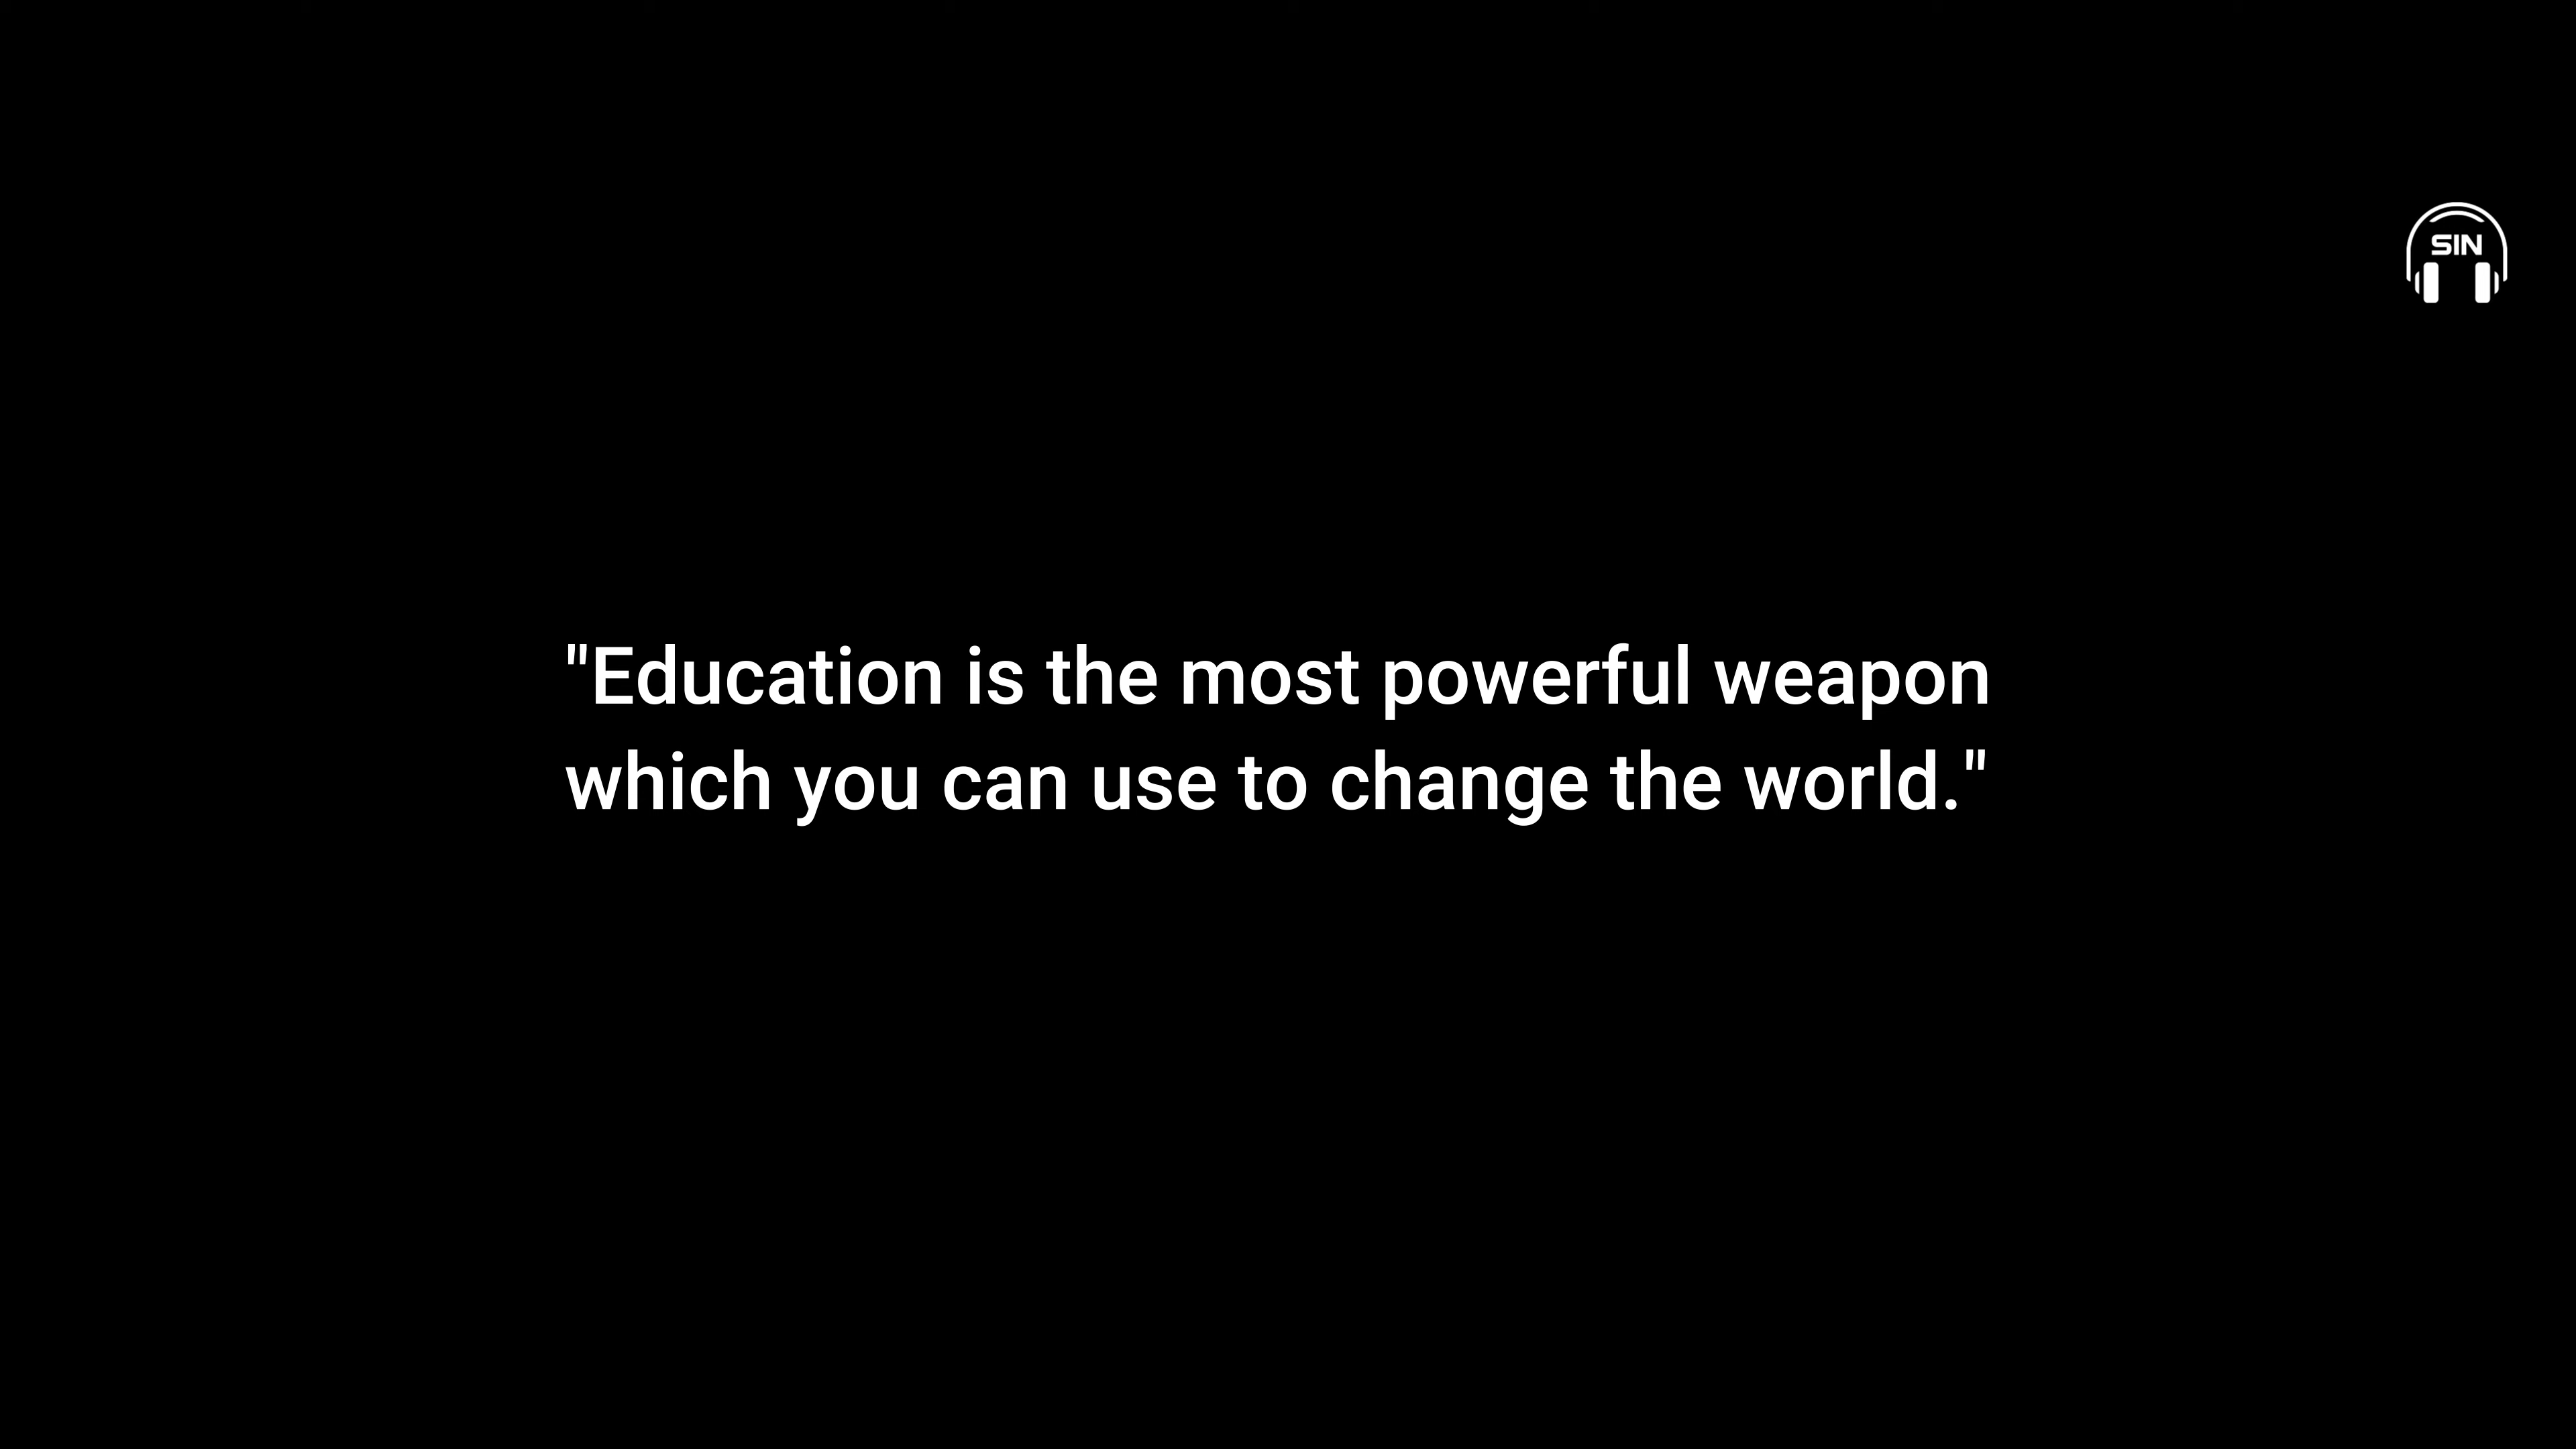 SIN
"Education is the most powerful weapon
which you can use to change the world."